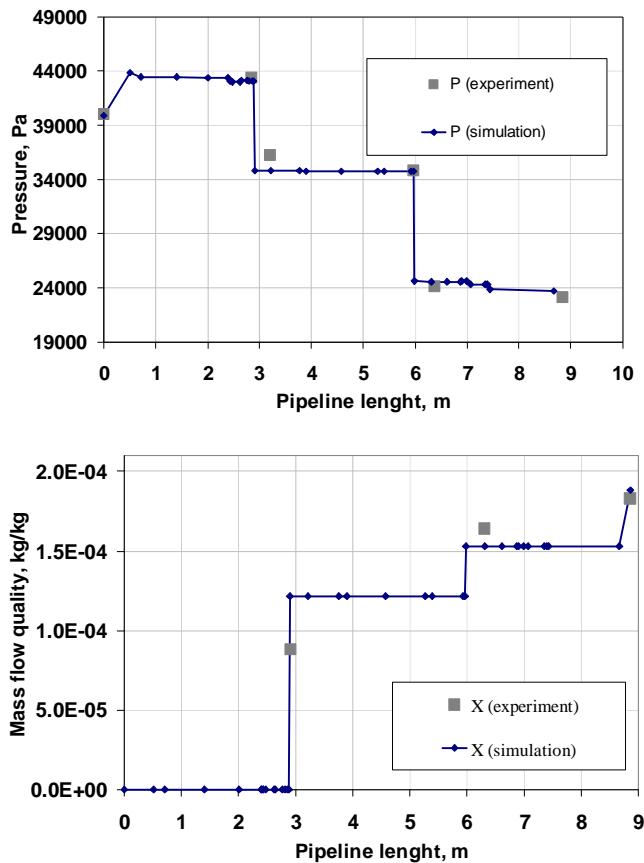 49000
44000
39000
34000
29000
24000
19000
Pressure, Pa
P (experiment)
P (simulation)
0 1 2 3 4 5 6 7 8 9 10
Pipeline lenght, m
2.0E-04
1.5E-04
1.0E-04
5.0E-05
0.0E+00
Mass flow quality, kg/kg
X (experiment)
X (simulation)
0 1 2 3 4 5 6 7 8 9
Pipeline lenght, m